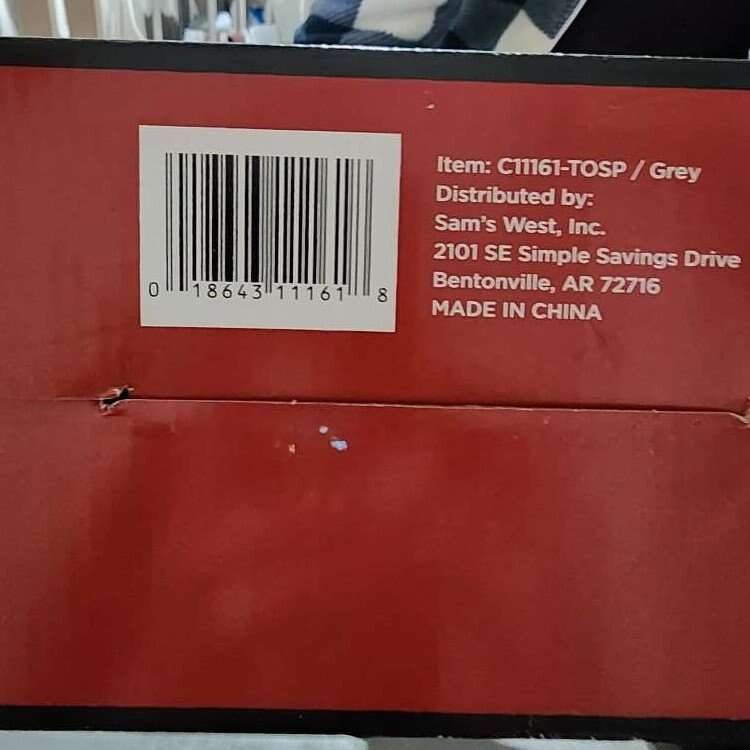 Item: C11161-TOSP / Grey
Distributed by:
Sam's West, Inc.
2101 SE Simple Savings Drive
Bentonville, AR 72716
MADE IN CHINA
0 18643 11161 8